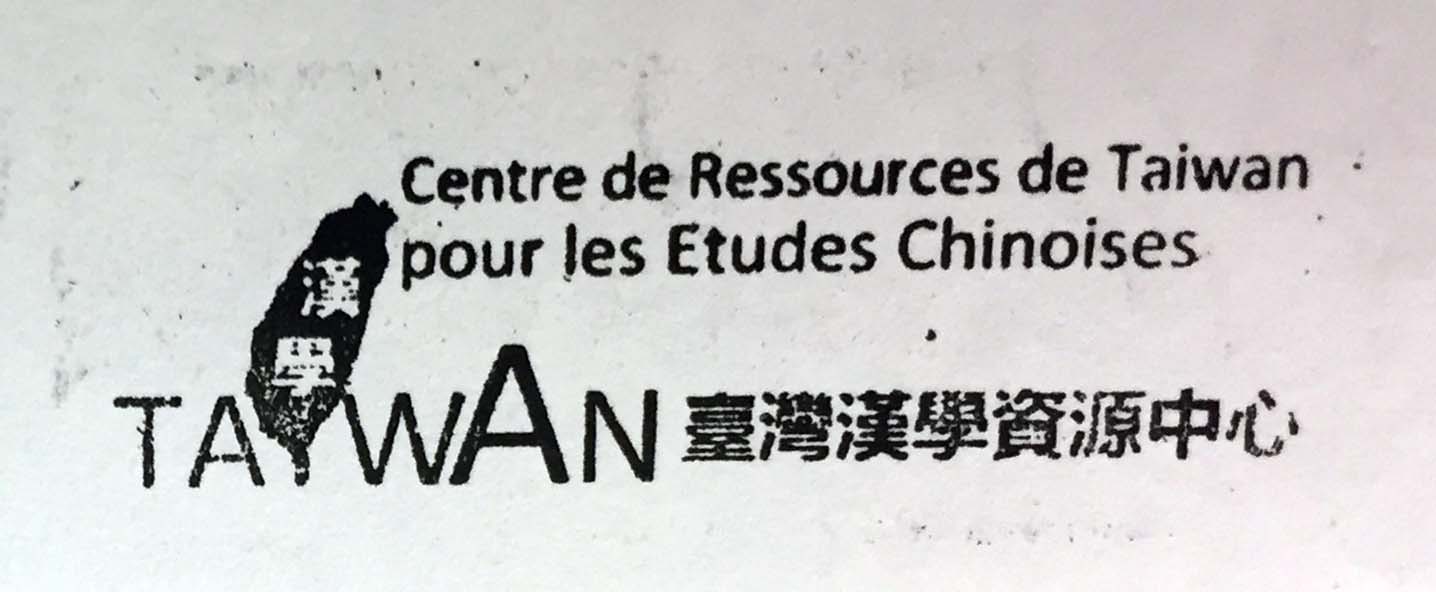 Centre de Ressources de Taiwan
pour les Etudes Chinoises
漢
學
TAIWAN 臺灣漢學資源中心